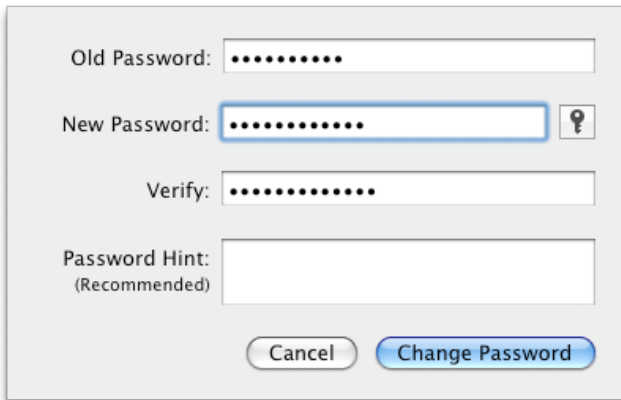 Old Password: ••••••••••
New Password: ••••••••••••
Verify: •••••••••••••
Password Hint:
(Recommended)
Cancel Change Password